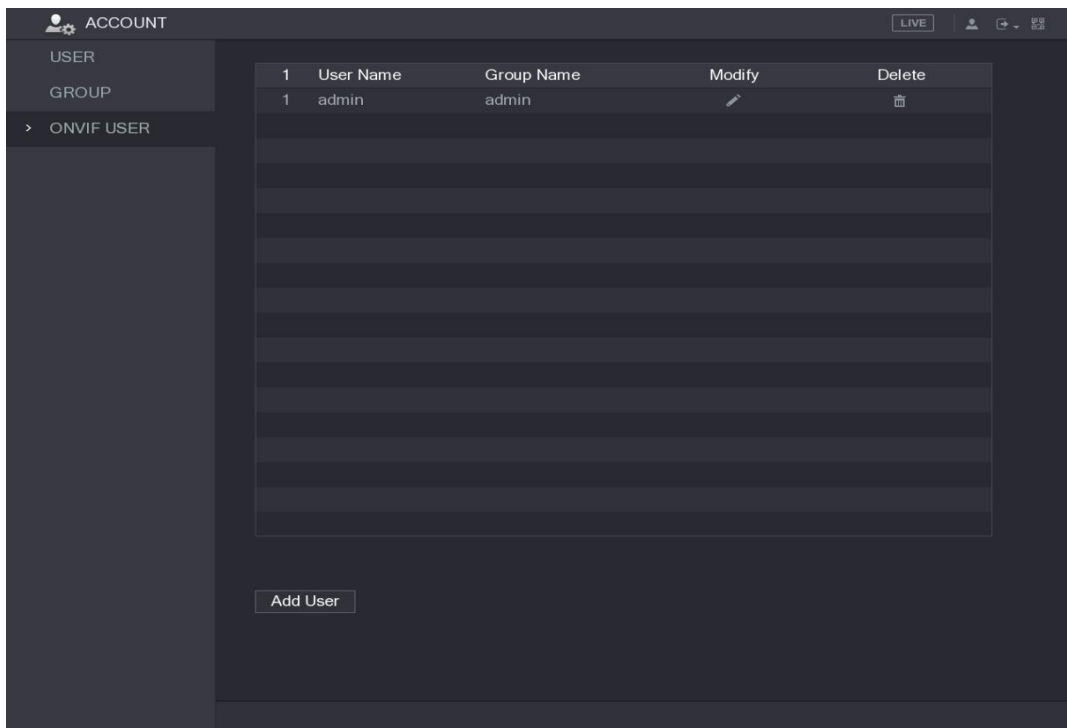 ACCOUNT LIVE
USER
GROUP
> ONVIF USER
1 User Name Group Name Modify Delete
1 admin admin
Add User